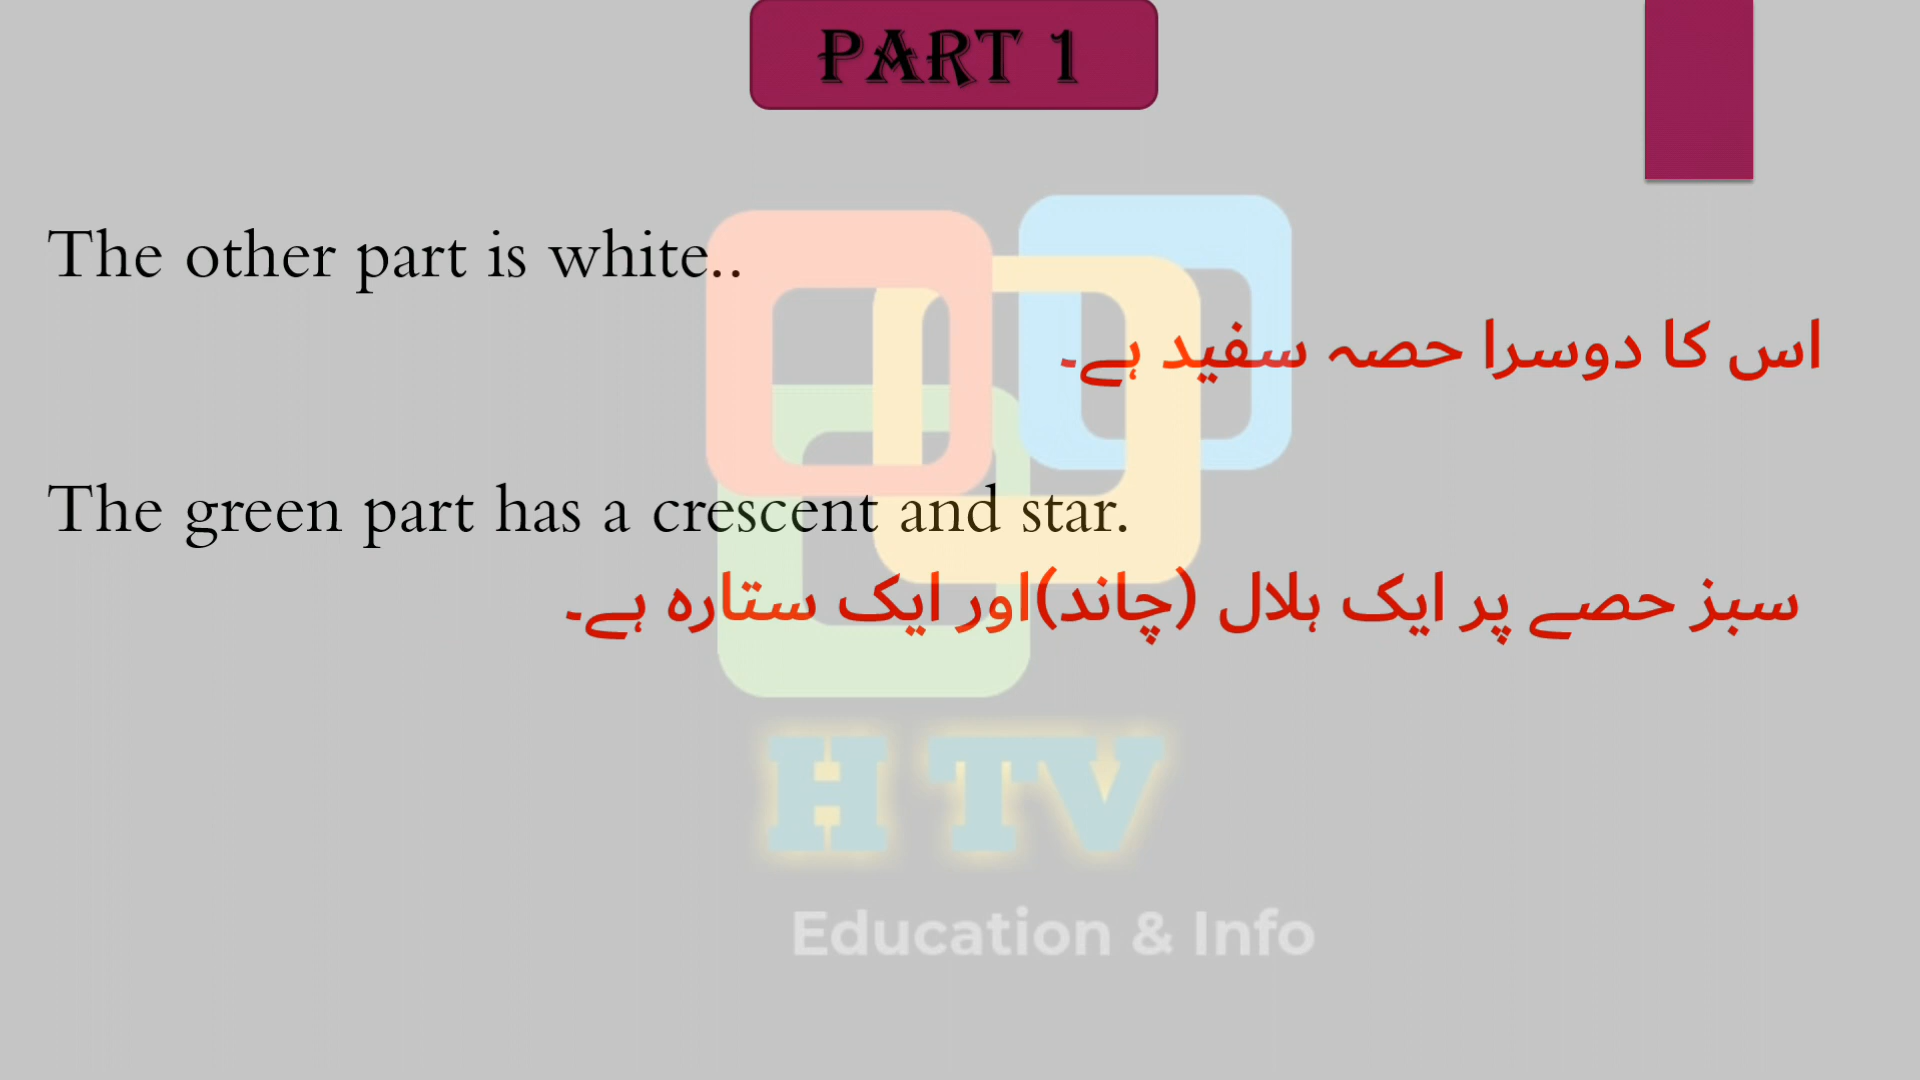 PART 1
The other part is white..
اس کا دوسرا حصہ سفید ہے۔
The green part has a crescent and star.
سبز حصے پر ایک ہلال (چاند)اور ایک ستارہ ہے۔
H TV
Education & Info